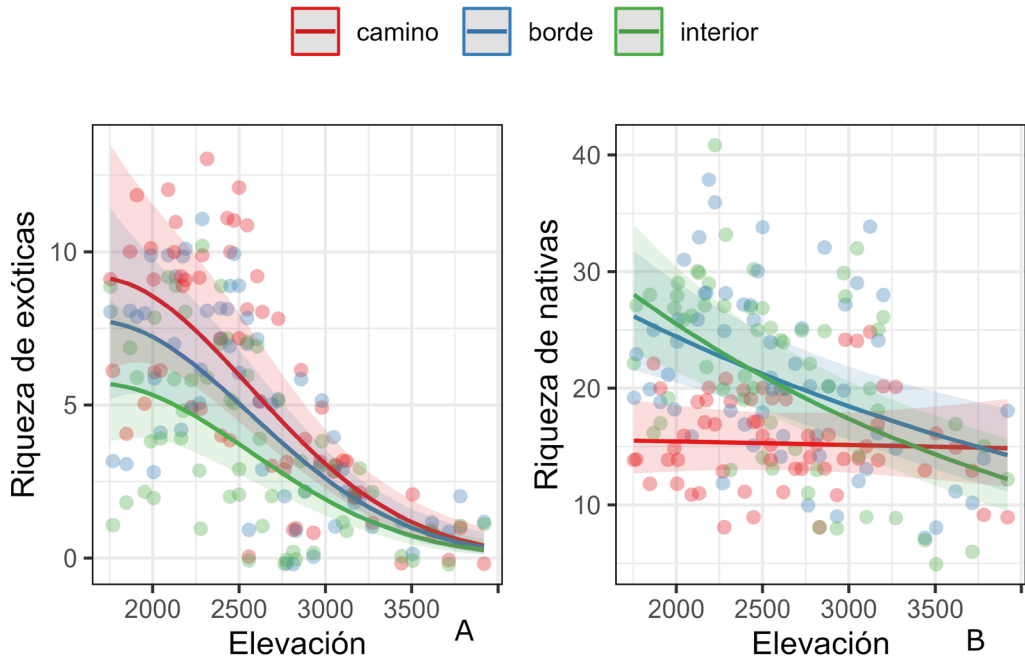 camino borde interior
Riqueza de exóticas
10
5
0
2000 2500 3000 3500
Elevación
A
Riqueza de nativas
40
30
20
10
2000 2500 3000 3500
Elevación
B